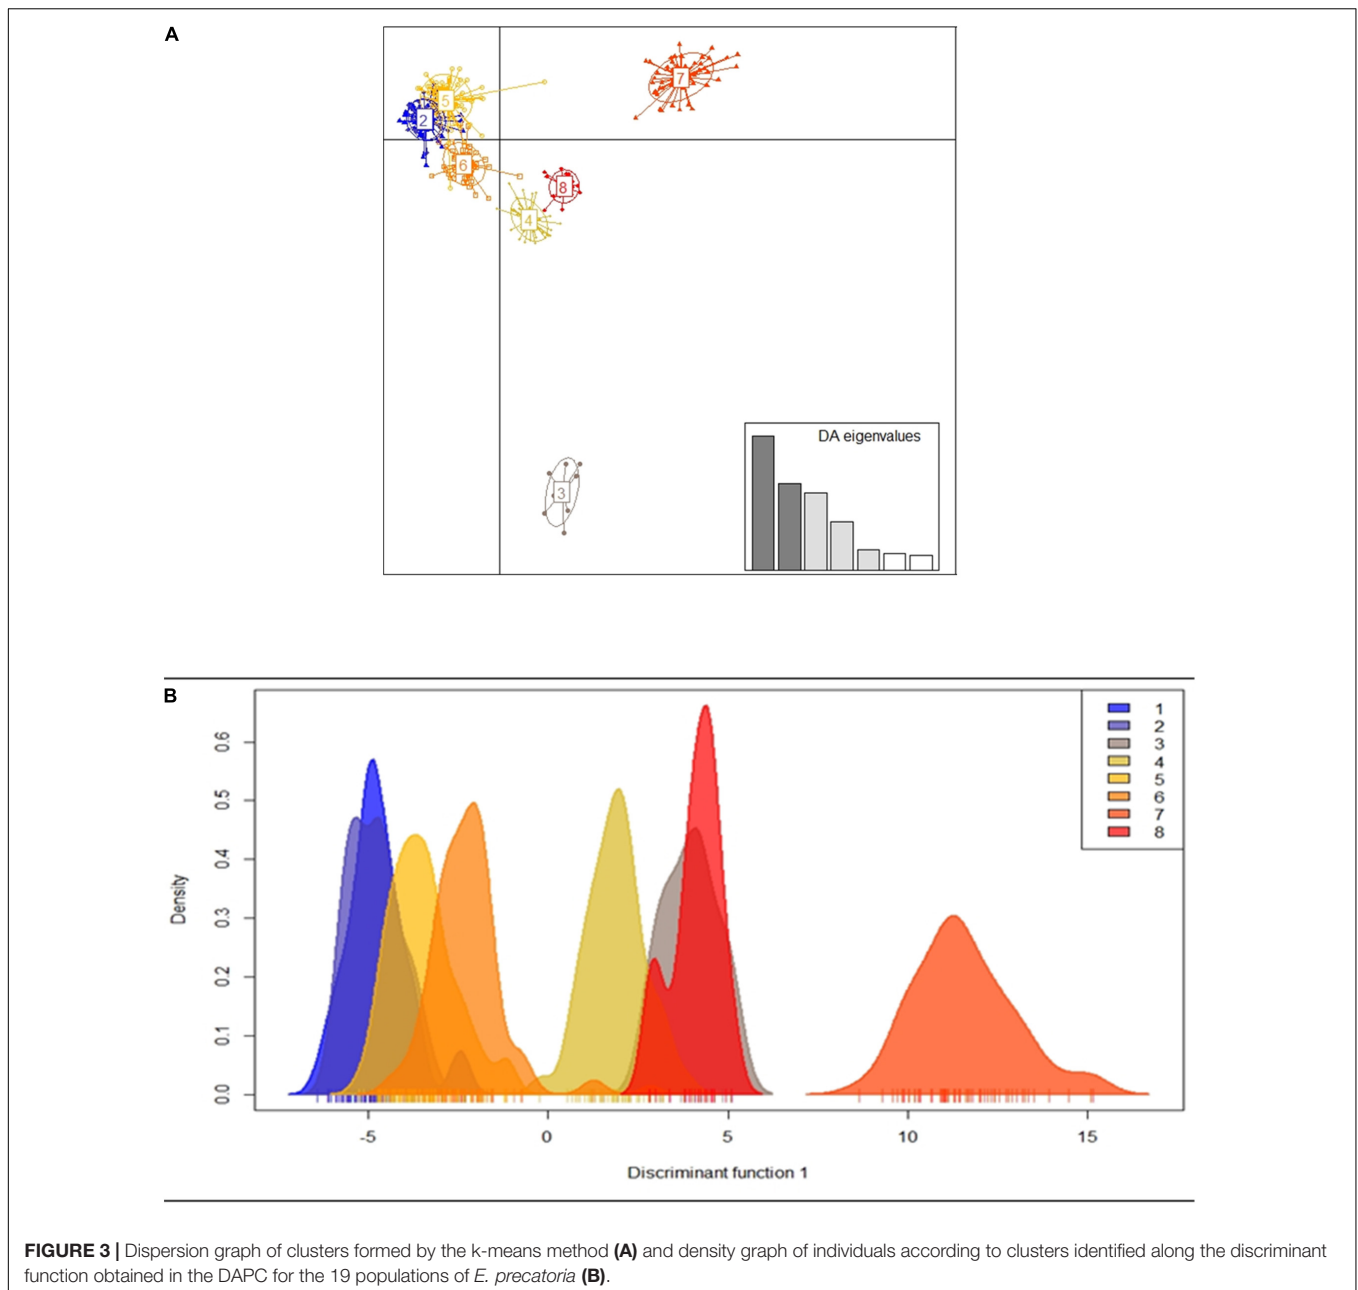 A
7
5
2
6
8
4
3
DA eigenvalues
B
1
2
3
4
5
6
7
8
0.6
0.5
0.4
0.3
0.2
0.1
0.0
Density
-5 0 5 10 15
Discriminant function 1
FIGURE 3 | Dispersion graph of clusters formed by the k-means method (A) and density graph of individuals according to clusters identified along the discriminant
function obtained in the DAPC for the 19 populations of E. precatoria (B).